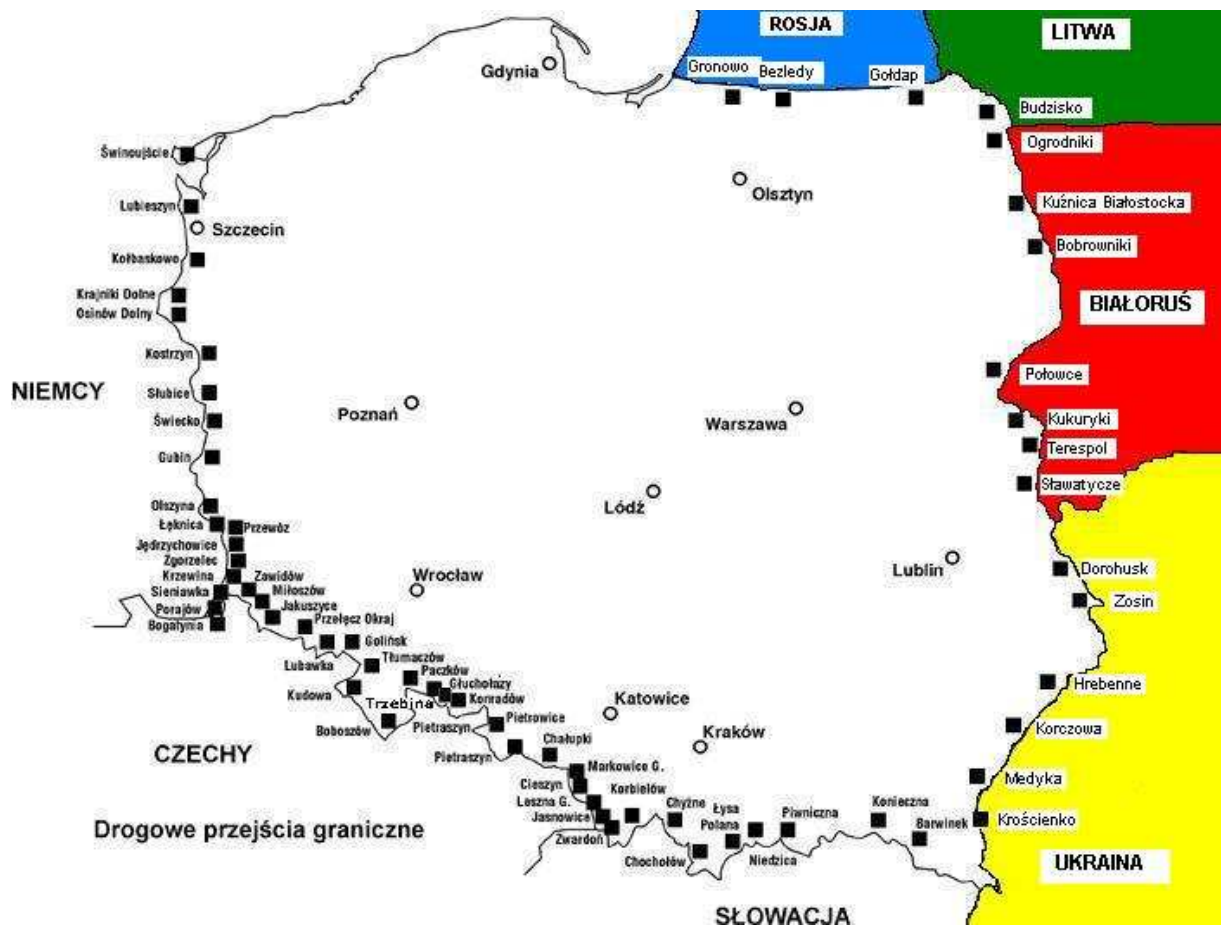 ROSJA
LITWA
Gdynia
Gronowo
Bezledy
Gołdap
Budzisko
Ogrodniki
Świnoujście
Olsztyn
Lubieszyn
Kuźnica Białostocka
Szczecin
Bobrowniki
Kołbaskowo
Krajniki Dolne
Osinów Dolny
BIAŁORUŚ
Kostrzyn
Połowce
NIEMCY
Słubice
Poznań
Warszawa
Świecko
Kukuryki
Terespol
Gubin
Sławatycze
Łódź
Olszyna
Łęknica
Przewóz
Jędrzychowice
Zgorzelec
Lublin
Dorohusk
Krzewina
Zawidów
Wrocław
Sieniawka
Miłoszów
Zosin
Porajów
Jakuszyce
Bogatynia
Przełęcz Okraj
Golińsk
Lubawka
Tłumaczów
Paczków
Hrebenne
Kudowa
Głuchołazy
Trzebina
Konradów
Katowice
Boboszów
Pietraszyn
Pietrowice
Korczowa
Kraków
CZECHY
Pietraszyn
Chałupki
Markowice G.
Medyka
Cieszyn
Korbielów
Leszna G.
Chyżne
Łysa
Polana
Piwniczna
Konieczna
Jasnowice
Krościenko
Drogowe przejścia graniczne
Zwardoń
Barwinek
Chochołów
Niedzica
UKRAINA
SŁOWACJA